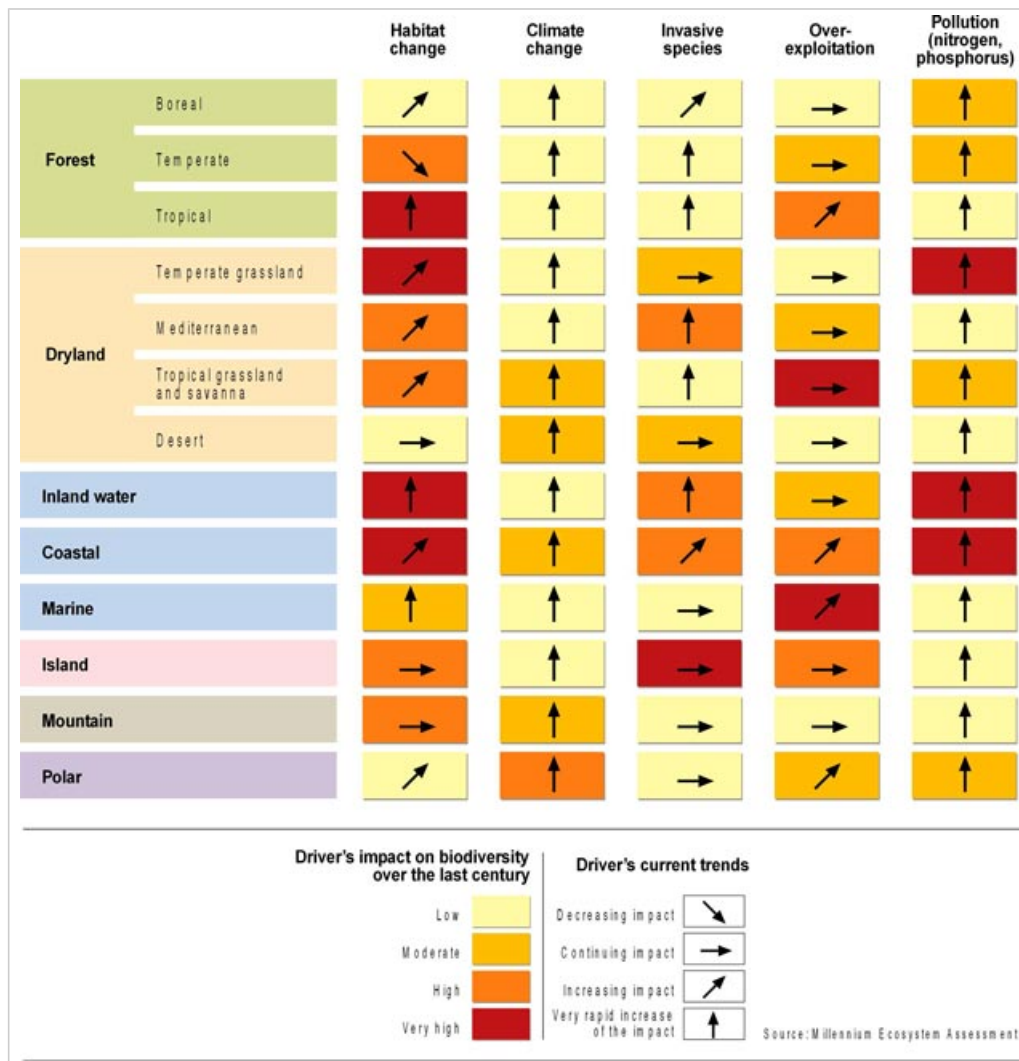 Habitat change
Climate change
Invasive species
Over-exploitation
Pollution (nitrogen, phosphorus)
Forest
Boreal
Temperate
Tropical
Dryland
Temperate grassland
Mediterranean
Tropical grassland
and savanna
Desert
Inland water
Coastal
Marine
Island
Mountain
Polar
Driver's impact on biodiversity
over the last century
Low
Moderate
High
Very high
Driver's current trends
Decreasing impact
Continuing impact
Increasing impact
Very rapid increase
of the impact
Source: Millennium Ecosystem Assessment